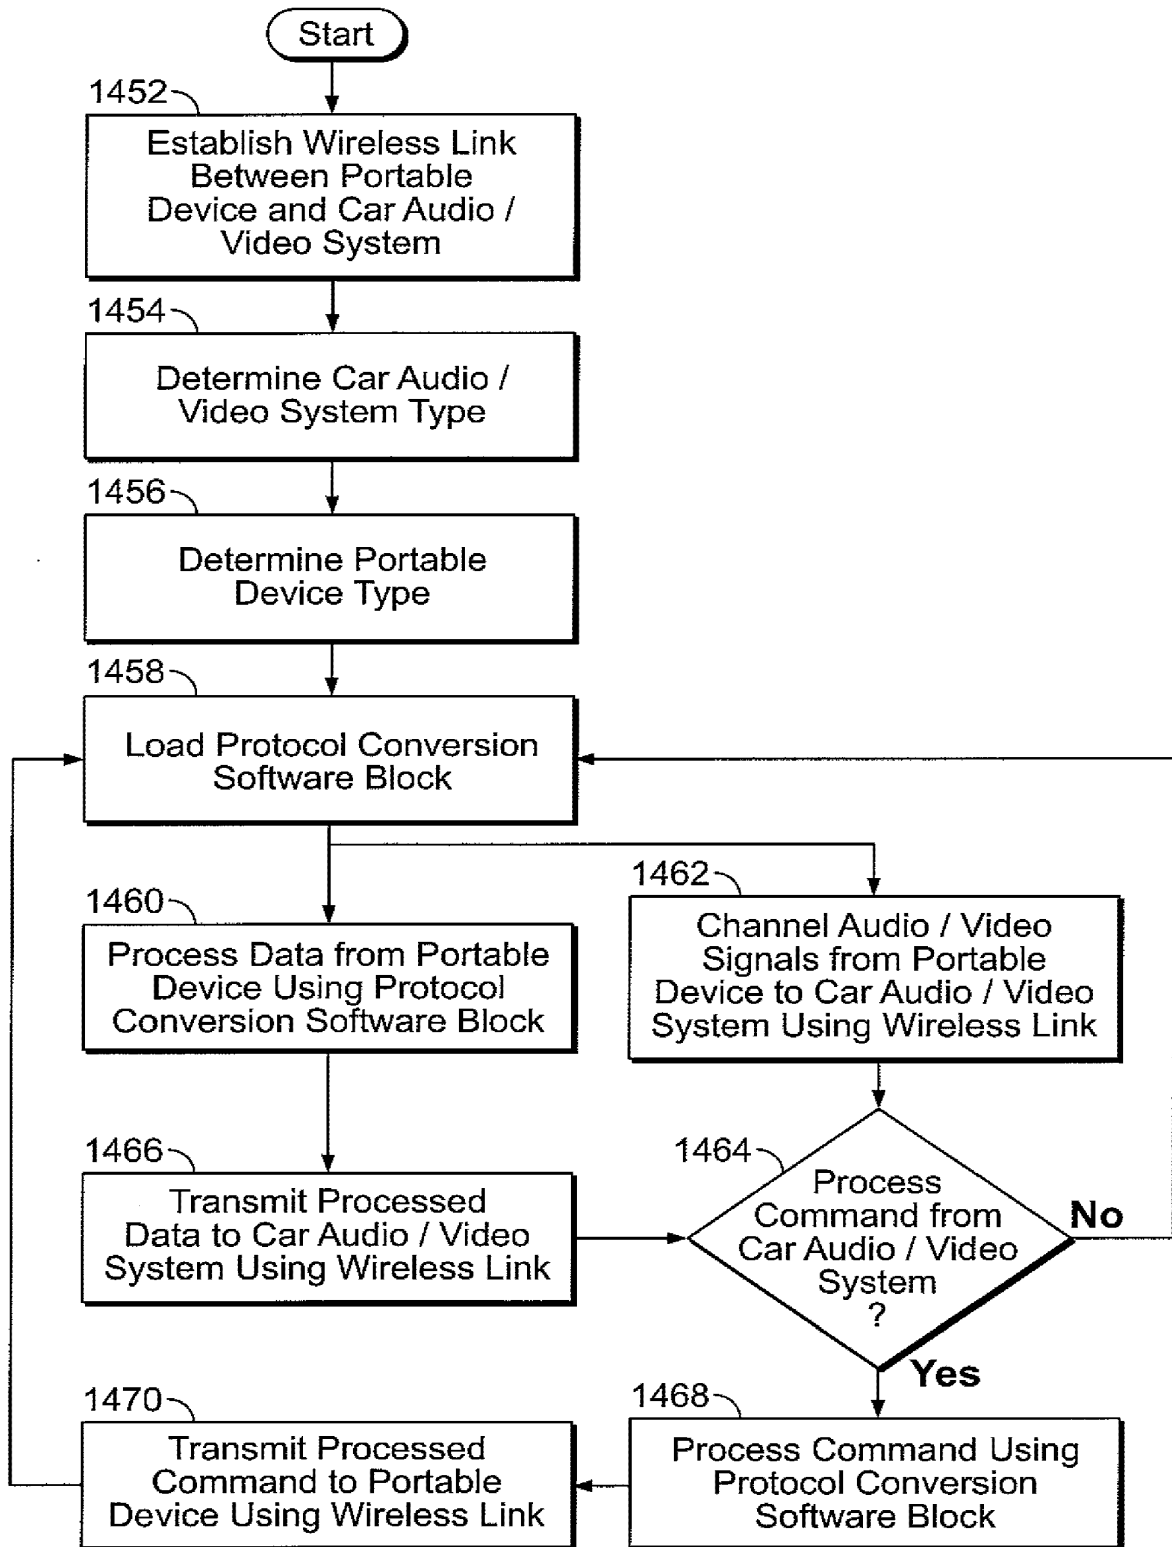 Start
1452
Establish Wireless Link
Between Portable
Device and Car Audio /
Video System
1454
Determine Car Audio /
Video System Type
1456
Determine Portable
Device Type
1458
Load Protocol Conversion
Software Block
1460
Process Data from Portable
Device Using Protocol
Conversion Software Block
1462
Channel Audio / Video
Signals from Portable
Device to Car Audio / Video
System Using Wireless Link
1466
Transmit Processed
Data to Car Audio / Video
System Using Wireless Link
1464
Process
Command from
Car Audio / Video
System
?
No
Yes
1468
Process Command Using
Protocol Conversion
Software Block
1470
Transmit Processed
Command to Portable
Device Using Wireless Link